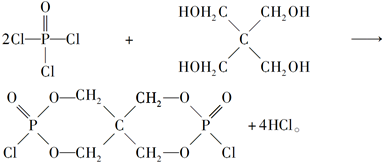 O HOH₂C CH₂OH
2Cl—P—Cl + C ⟶
Cl HOH₂C CH₂OH
O O—CH₂ CH₂—O O
P C P +4HCl。
Cl O—CH₂ CH₂—O Cl